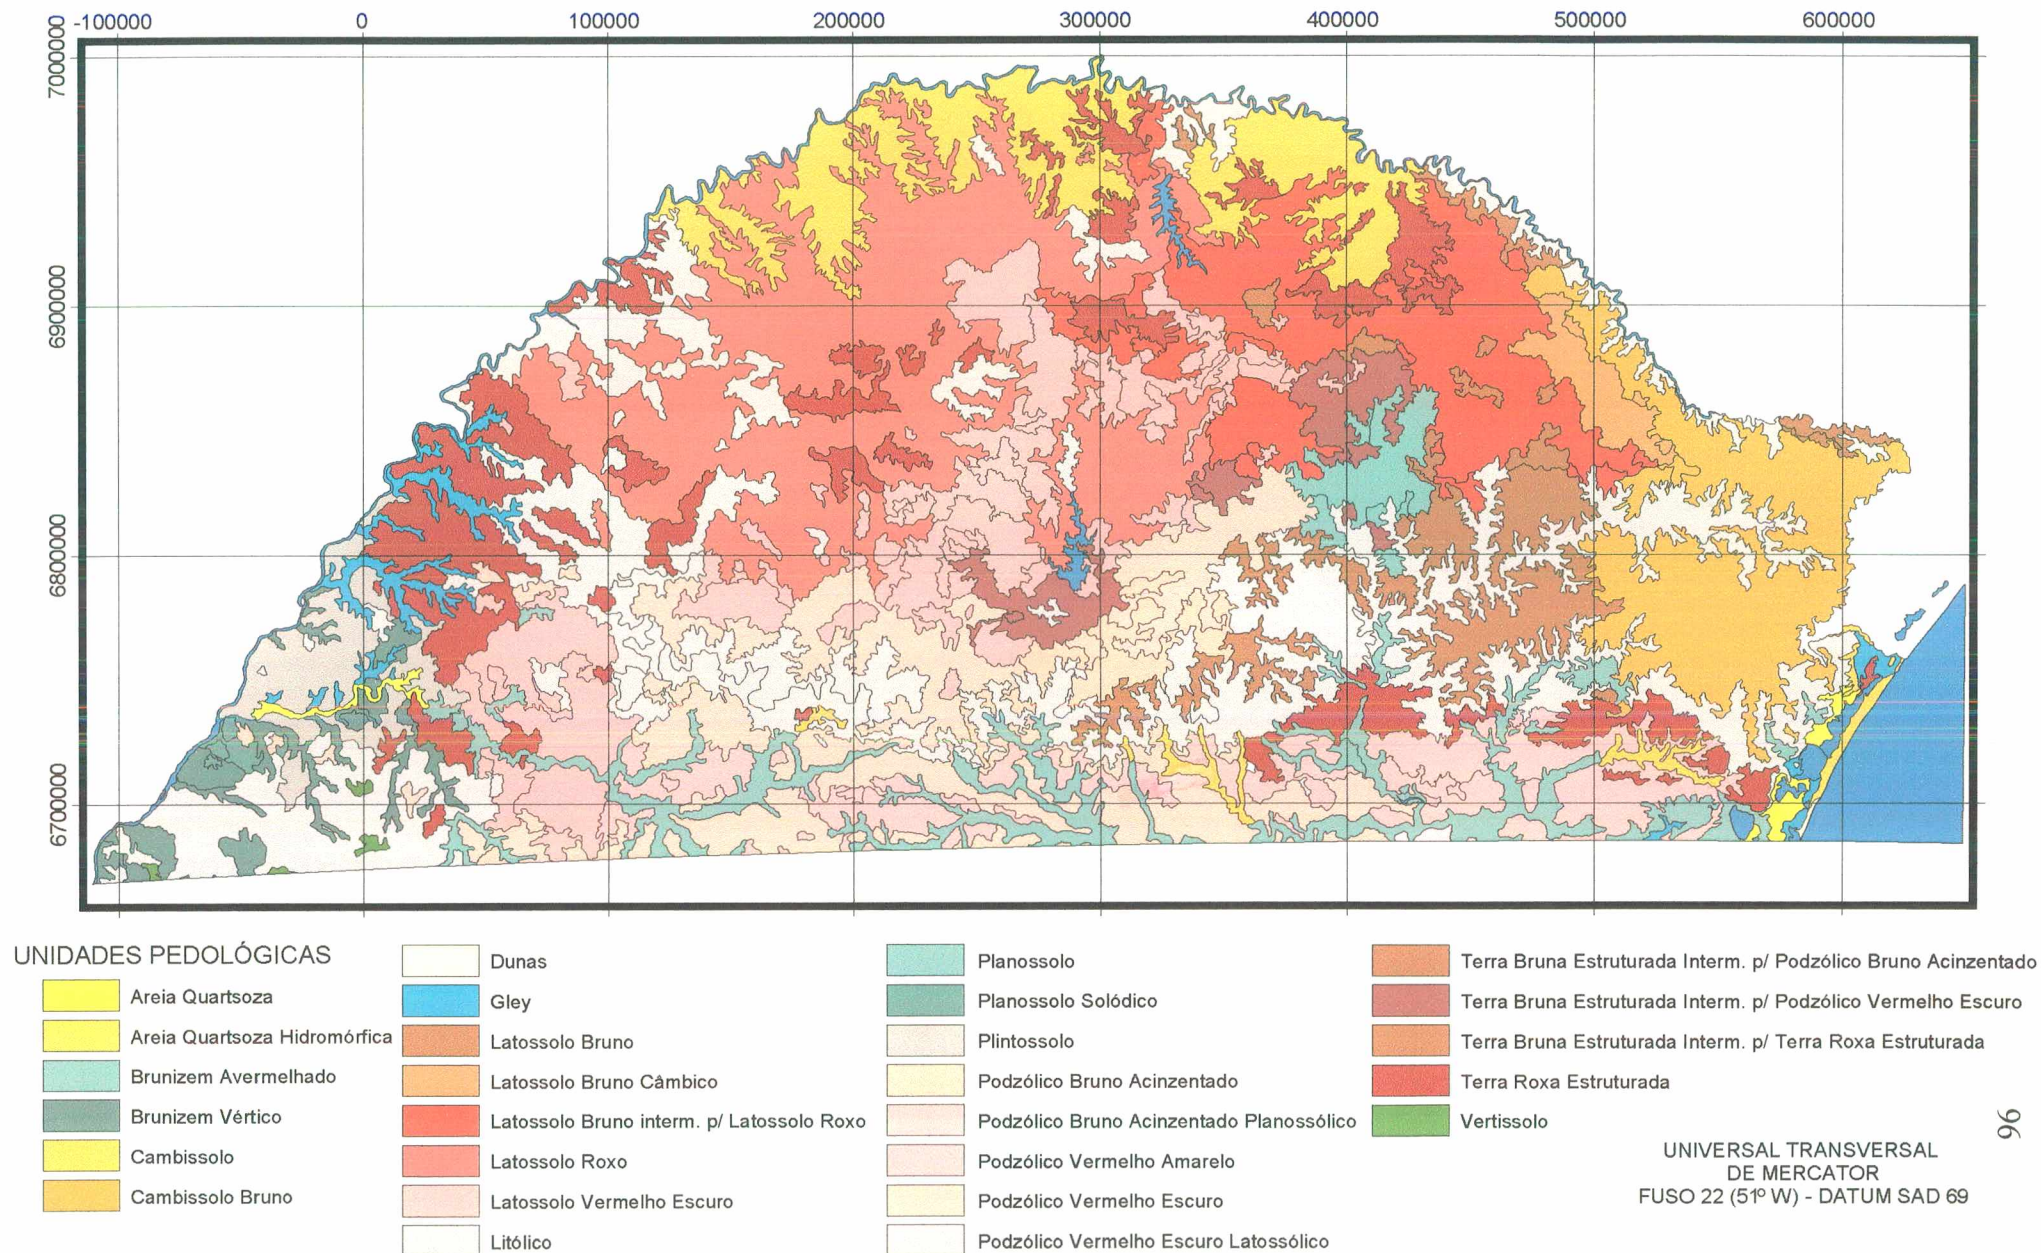 -100000 0 100000 200000 300000 400000 500000 600000
7000000
6900000
6800000
6700000
UNIDADES PEDOLÓGICAS
Areia Quartsoza
Areia Quartsoza Hidromórfica
Brunizem Avermelhado
Brunizem Vértico
Cambissolo
Cambissolo Bruno
Dunas
Gley
Latossolo Bruno
Latossolo Bruno Câmbico
Latossolo Bruno interm. p/ Latossolo Roxo
Latossolo Roxo
Latossolo Vermelho Escuro
Litólico
Planossolo
Planossolo Solódico
Plintossolo
Podzólico Bruno Acinzentado
Podzólico Bruno Acinzentado Planossólico
Podzólico Vermelho Amarelo
Podzólico Vermelho Escuro
Podzólico Vermelho Escuro Latossólico
Terra Bruna Estruturada Interm. p/ Podzólico Bruno Acinzentado
Terra Bruna Estruturada Interm. p/ Podzólico Vermelho Escuro
Terra Bruna Estruturada Interm. p/ Terra Roxa Estruturada
Terra Roxa Estruturada
Vertissolo
UNIVERSAL TRANSVERSAL
DE MERCATOR
FUSO 22 (51º W) - DATUM SAD 69
96